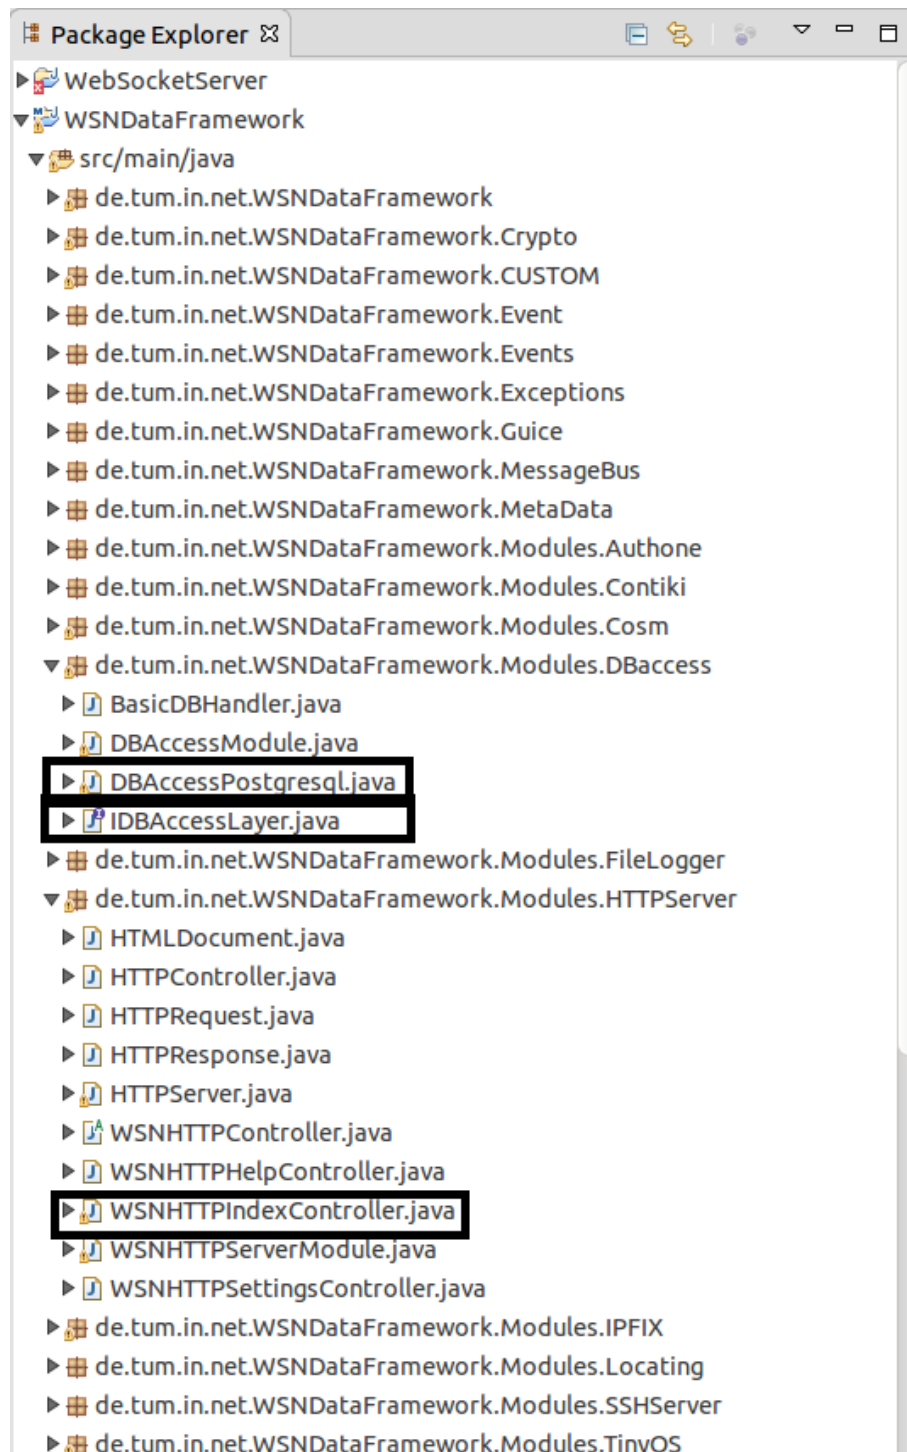 Package Explorer
WebSocketServer
WSNDataFramework
src/main/java
de.tum.in.net.WSNDataFramework
de.tum.in.net.WSNDataFramework.Crypto
de.tum.in.net.WSNDataFramework.CUSTOM
de.tum.in.net.WSNDataFramework.Event
de.tum.in.net.WSNDataFramework.Events
de.tum.in.net.WSNDataFramework.Exceptions
de.tum.in.net.WSNDataFramework.Guice
de.tum.in.net.WSNDataFramework.MessageBus
de.tum.in.net.WSNDataFramework.MetaData
de.tum.in.net.WSNDataFramework.Modules.Authone
de.tum.in.net.WSNDataFramework.Modules.Contiki
de.tum.in.net.WSNDataFramework.Modules.Cosm
de.tum.in.net.WSNDataFramework.Modules.DBaccess
BasicDBHandler.java
DBAccessModule.java
DBAccessPostgresql.java
IDBAccessLayer.java
de.tum.in.net.WSNDataFramework.Modules.FileLogger
de.tum.in.net.WSNDataFramework.Modules.HTTPServer
HTMLDocument.java
HTTPController.java
HTTPRequest.java
HTTPResponse.java
HTTPServer.java
WSNHTTPController.java
WSNHTTPHelpController.java
WSNHTTPIndexController.java
WSNHTTPServerModule.java
WSNHTTPSettingsController.java
de.tum.in.net.WSNDataFramework.Modules.IPFIX
de.tum.in.net.WSNDataFramework.Modules.Locating
de.tum.in.net.WSNDataFramework.Modules.SSHServer
de.tum.in.net.WSNDataFramework.Modules.TinyOS